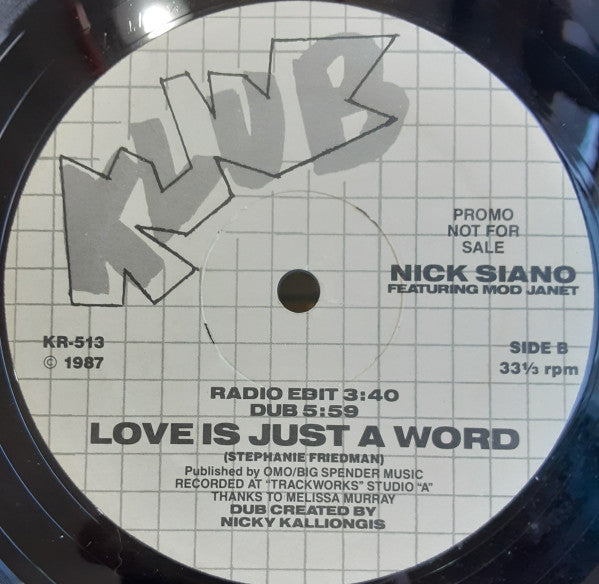 KLUB
PROMO
NOT FOR
SALE
NICK SIANO
FEATURING MOD JANET
KR-513
© 1987
SIDE B
33⅓ rpm
RADIO EDIT 3:40
DUB 5:59
LOVE IS JUST A WORD
(STEPHANIE FRIEDMAN)
Published by OMO/BIG SPENDER MUSIC
RECORDED AT "TRACKWORKS" STUDIO "A"
THANKS TO MELISSA MURRAY
DUB CREATED BY
NICKY KALLIONGIS